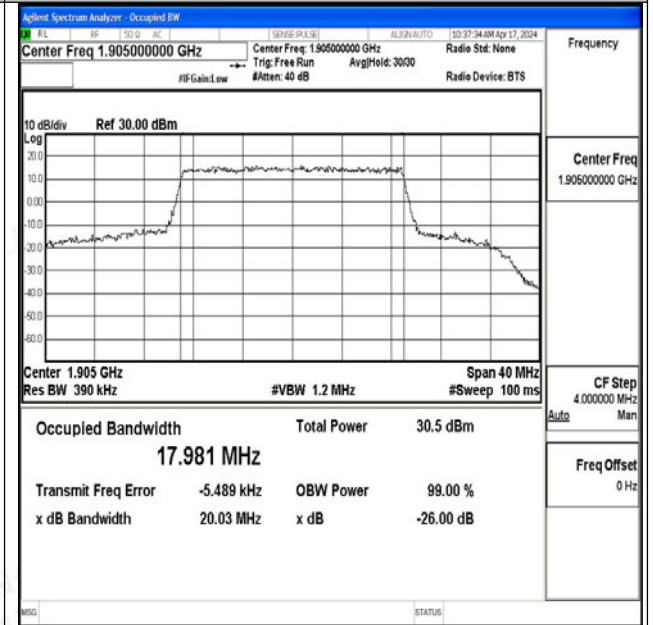 Agilent Spectrum Analyzer - Occupied BW
RL RF 50 Ω AC SENSE:PULSE ALIGN AUTO 10:37:34 AM Apr 17, 2024
Center Freq 1.905000000 GHz
Center Freq: 1.905000000 GHz
Radio Std: None
Trig: Free Run Avg|Hold: 30/30
#IFGain:Low
#Atten: 40 dB
Radio Device: BTS
Frequency
10 dB/div Ref 30.00 dBm
Log
20.0
10.0
0.00
-10.0
-20.0
-30.0
-40.0
-50.0
-60.0
Center Freq
1.905000000 GHz
Center 1.905 GHz Span 40 MHz
Res BW 390 kHz #VBW 1.2 MHz #Sweep 100 ms
CF Step
4.000000 MHz
Auto Man
Occupied Bandwidth Total Power 30.5 dBm
17.981 MHz
Transmit Freq Error -5.489 kHz OBW Power 99.00 %
x dB Bandwidth 20.03 MHz x dB -26.00 dB
Freq Offset
0 Hz
MSG STATUS